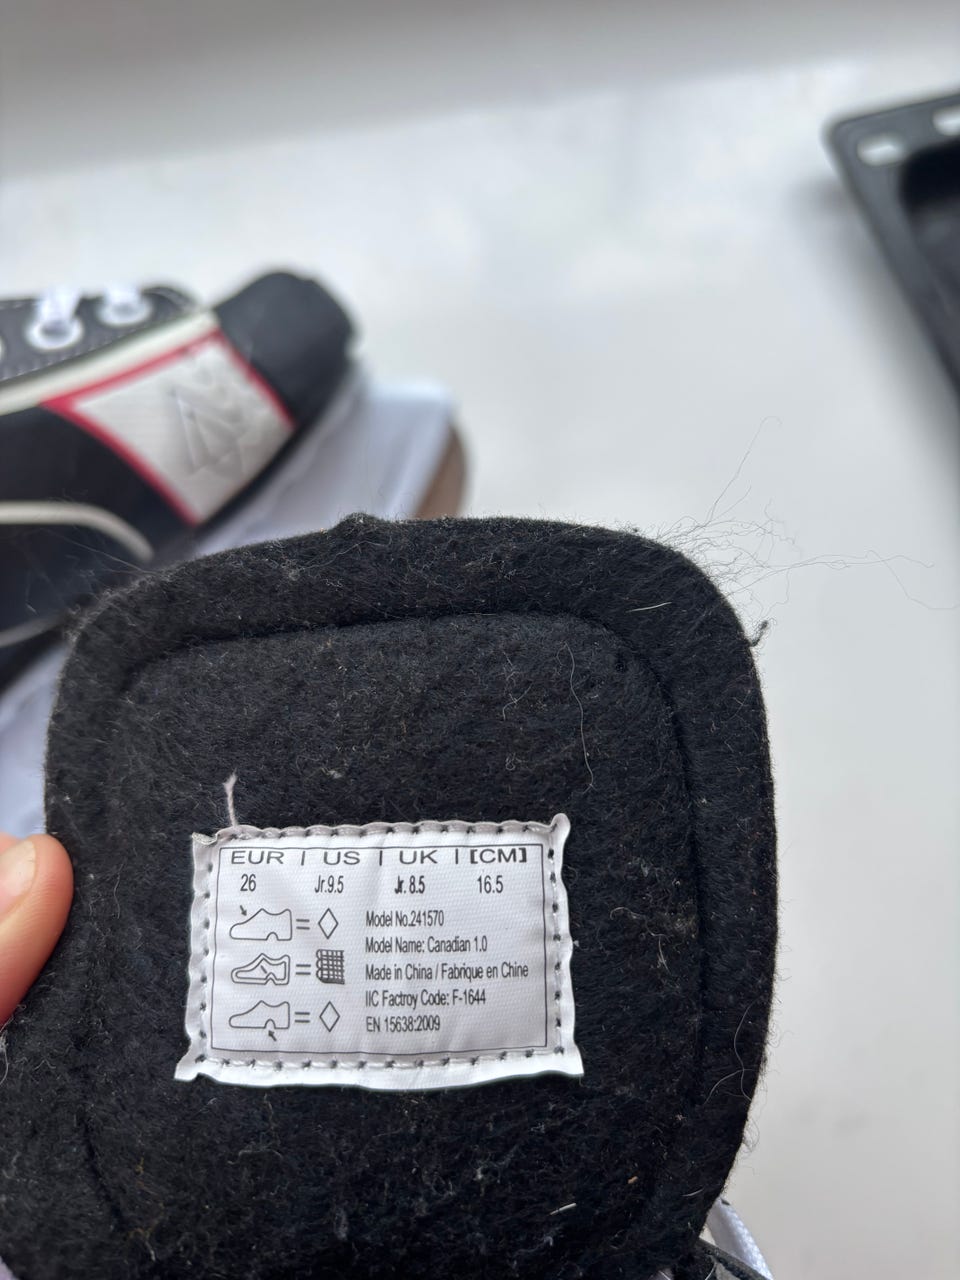 EUR | US | UK | [CM]
26 Jr.9.5 Jr.8.5 16.5
Model No.241570
Model Name: Canadian 1.0
Made in China / Fabrique en Chine
IIC Factroy Code: F-1644
EN 15638:2009